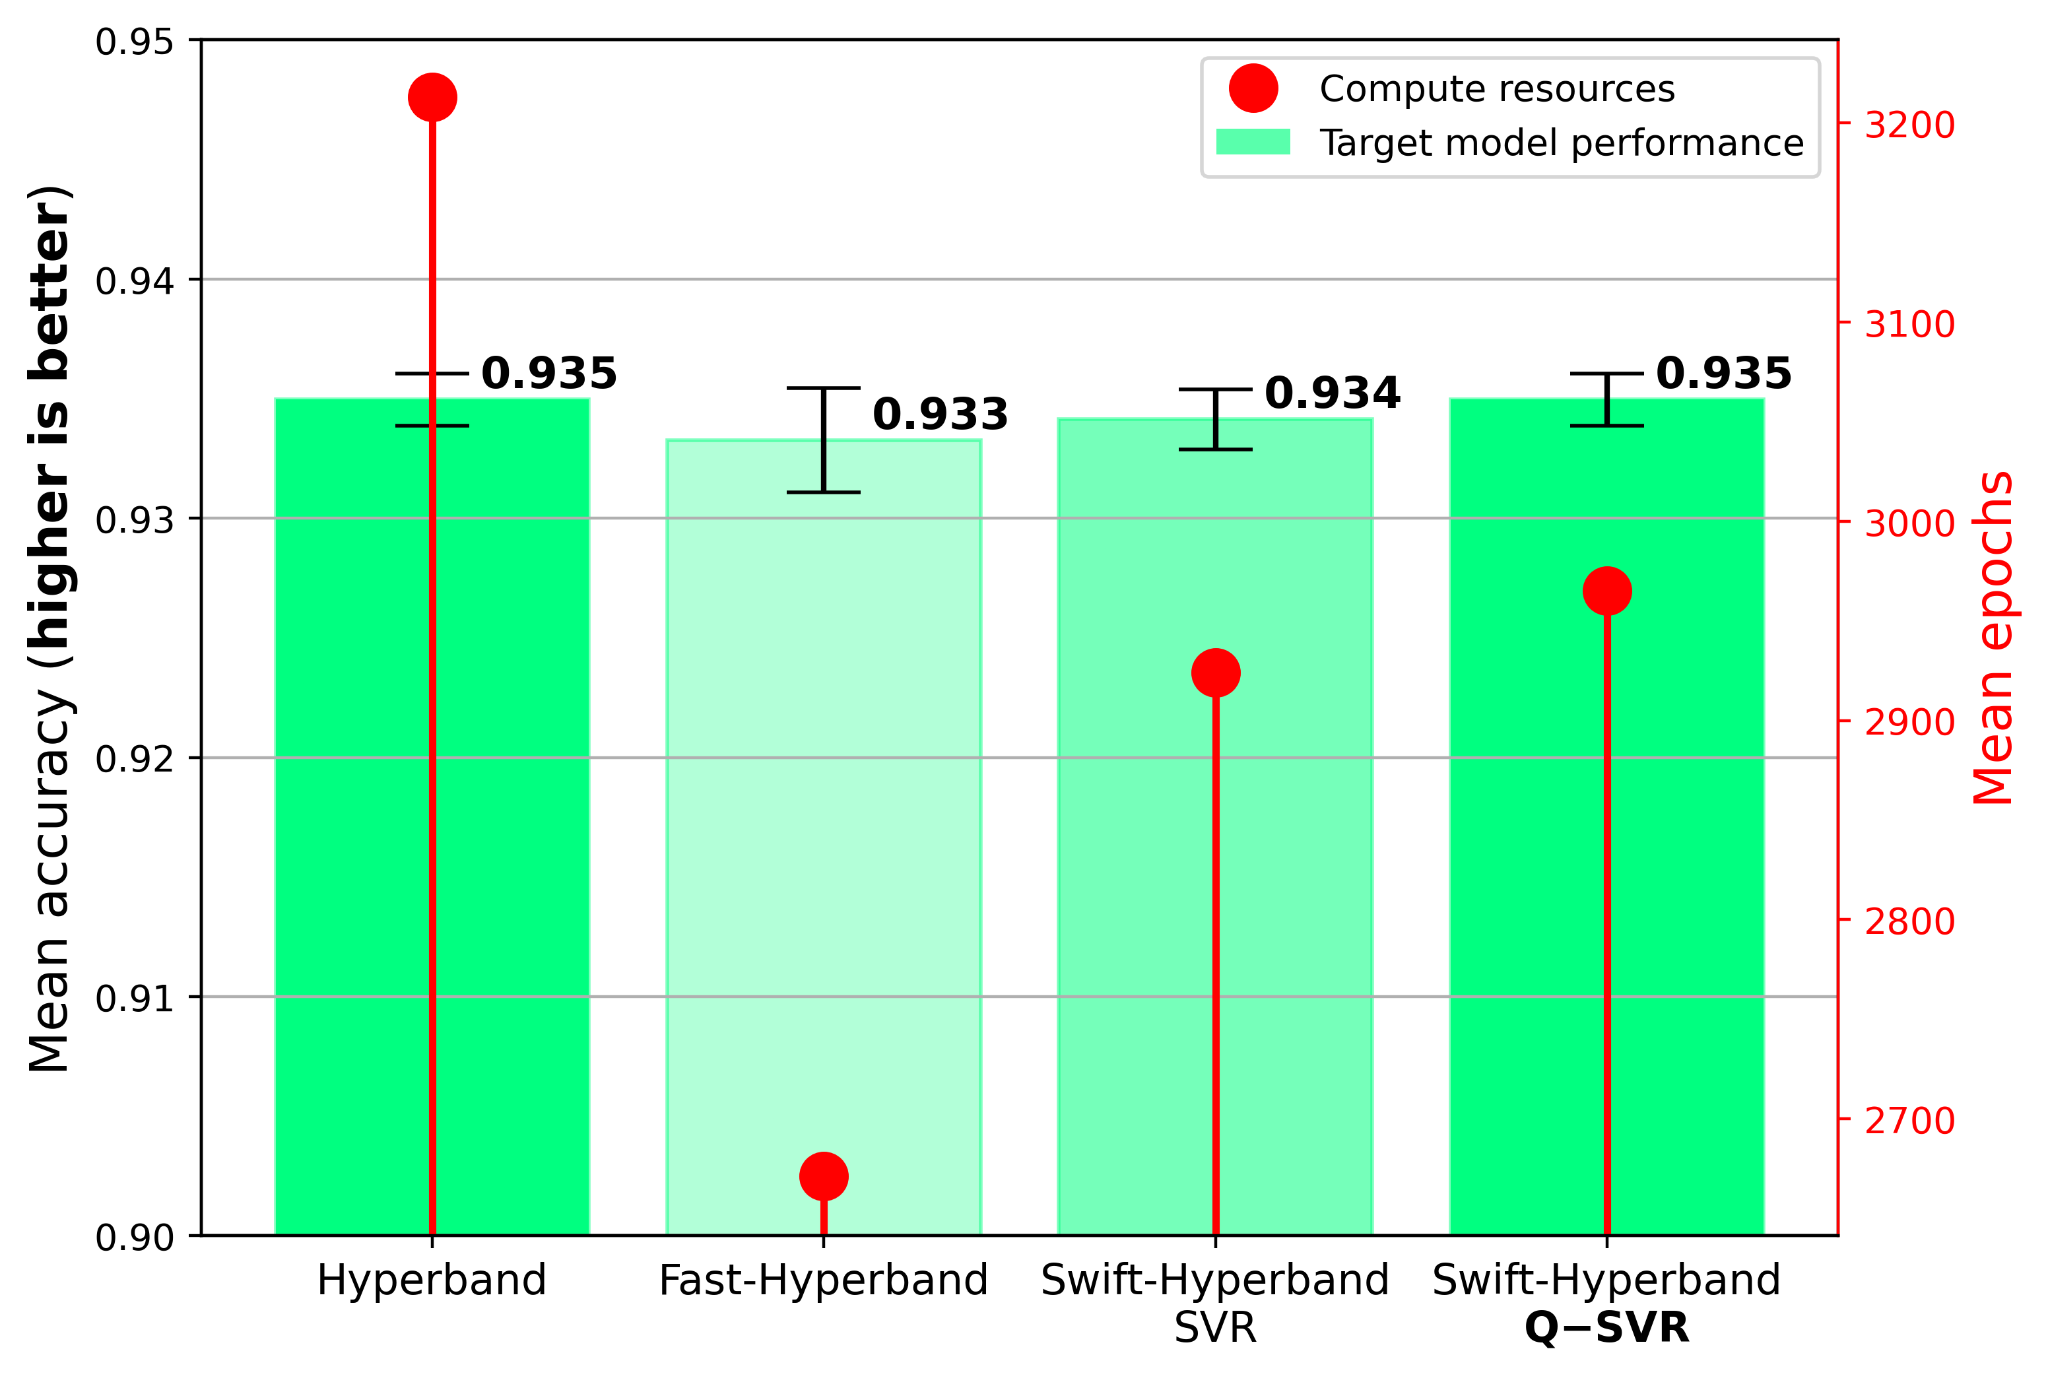 Mean accuracy (higher is better)
0.95
0.94
0.93
0.92
0.91
0.90
Compute resources
Target model performance
0.935
0.933
0.934
0.935
3200
3100
3000
2900
2800
2700
Mean epochs
Hyperband
Fast-Hyperband
Swift-Hyperband
SVR
Swift-Hyperband
Q−SVR